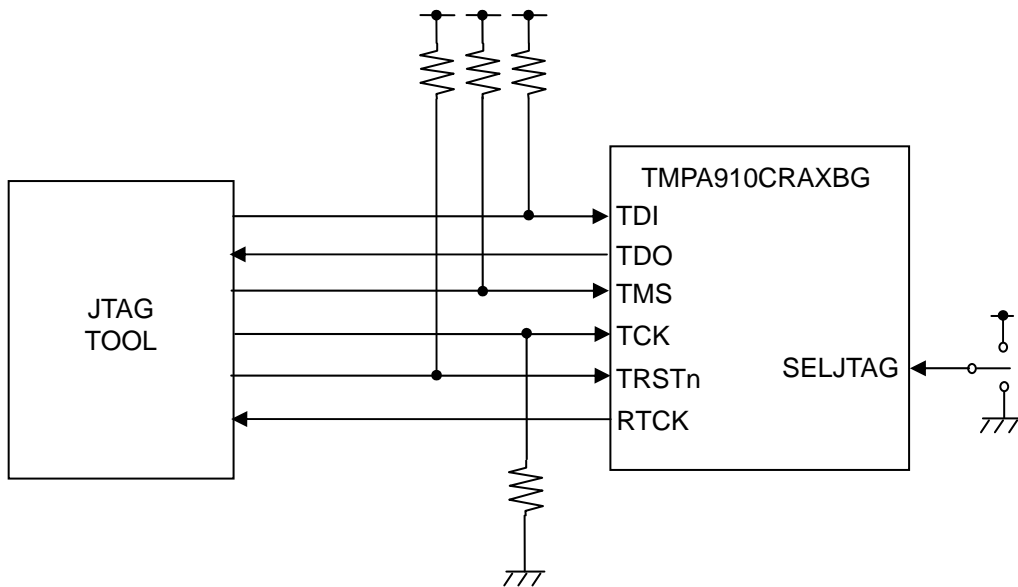 TMPA910CRAXBG
TDI
TDO
TMS
TCK
TRSTn
RTCK
JTAG
TOOL
SELJTAG